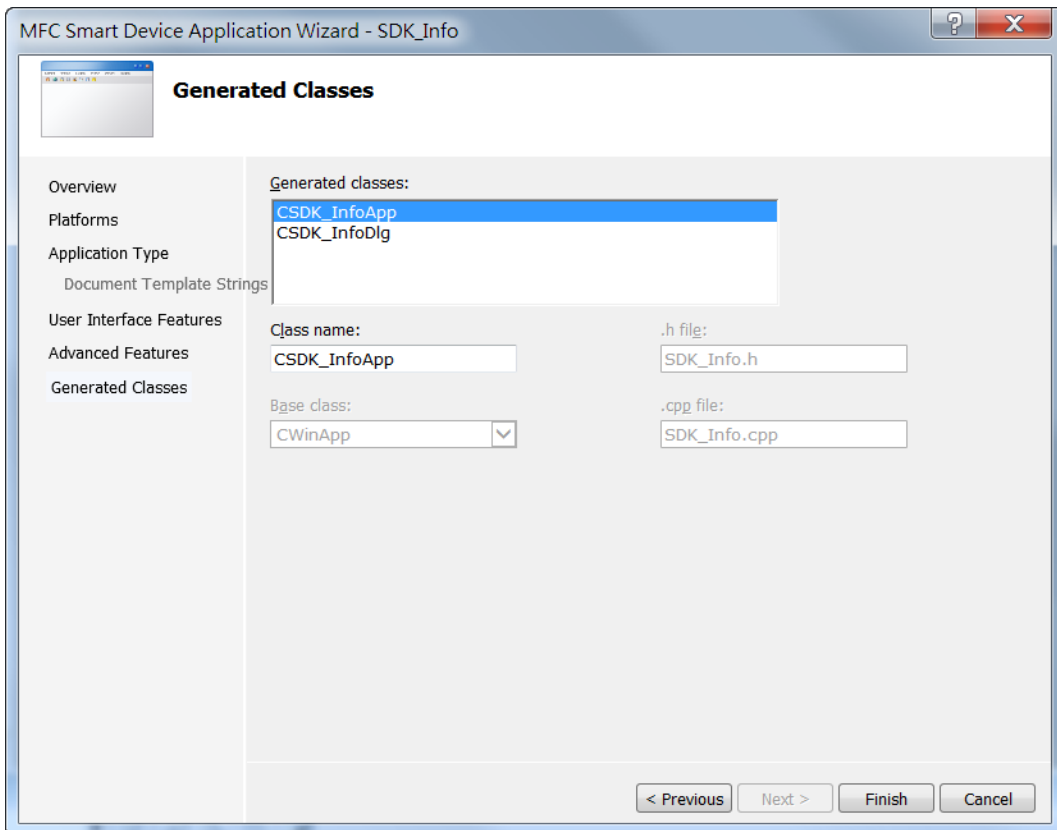 MFC Smart Device Application Wizard - SDK_Info
Generated Classes
Overview
Platforms
Application Type
Document Template Strings
User Interface Features
Advanced Features
Generated Classes
Generated classes:
CSDK_InfoApp
CSDK_InfoDlg
Class name:
.h file:
CSDK_InfoApp
SDK_Info.h
Base class:
.cpp file:
CWinApp
SDK_Info.cpp
< Previous
Next >
Finish
Cancel